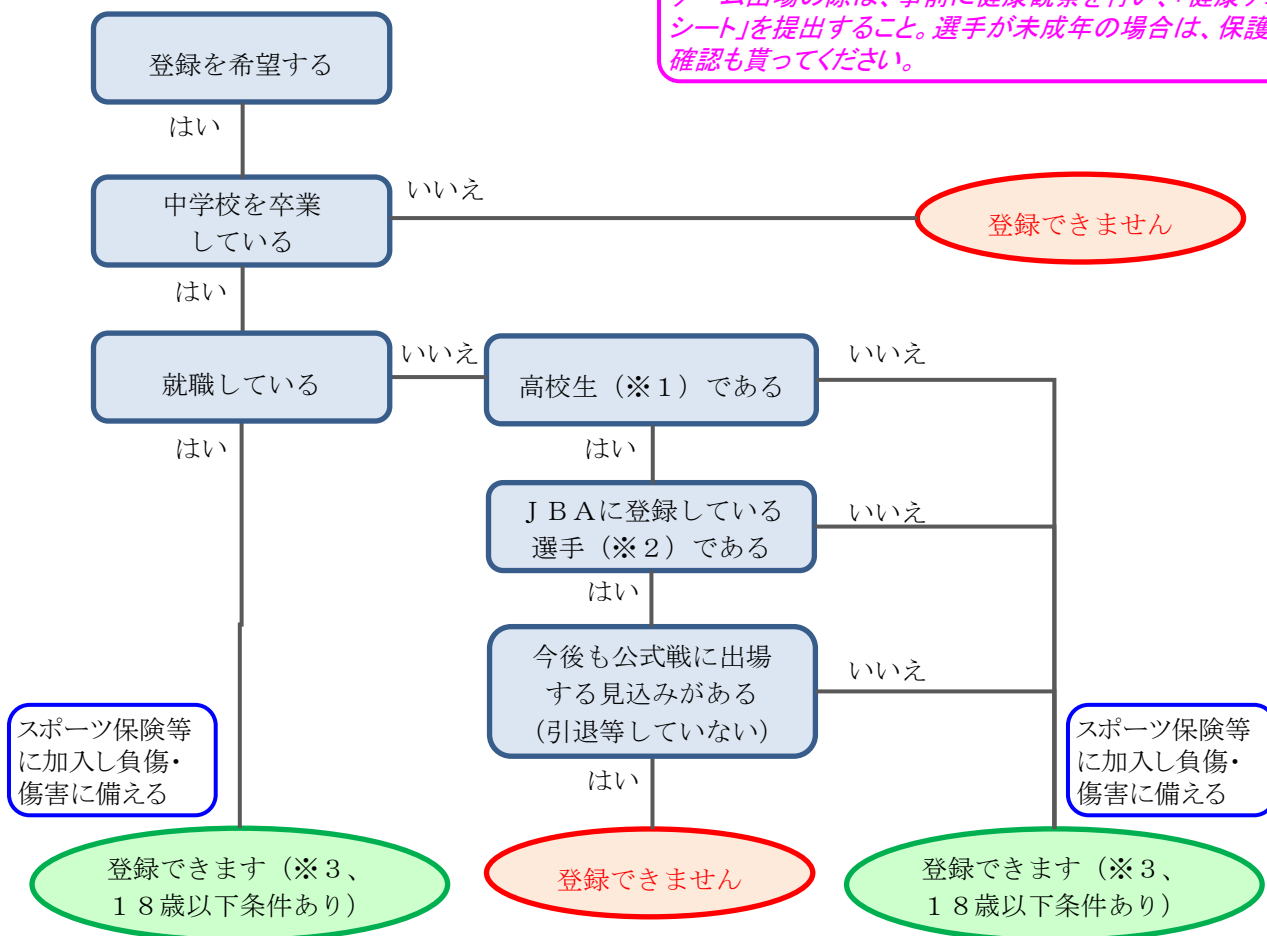 シート」を提出すること。選手が未成年の場合は、保護
確認も貰ってください。
登録を希望する
はい
中学校を卒業
している
いいえ
登録できません
はい
就職している
いいえ
高校生（※１）である
いいえ
はい
はい
ＪＢＡに登録している
選手（※２）である
いいえ
はい
今後も公式戦に出場
する見込みがある
（引退等していない）
いいえ
はい
スポーツ保険等
に加入し負傷・
傷害に備える
スポーツ保険等
に加入し負傷・
傷害に備える
登録できます（※３、
１８歳以下条件あり）
登録できません
登録できます（※３、
１８歳以下条件あり）